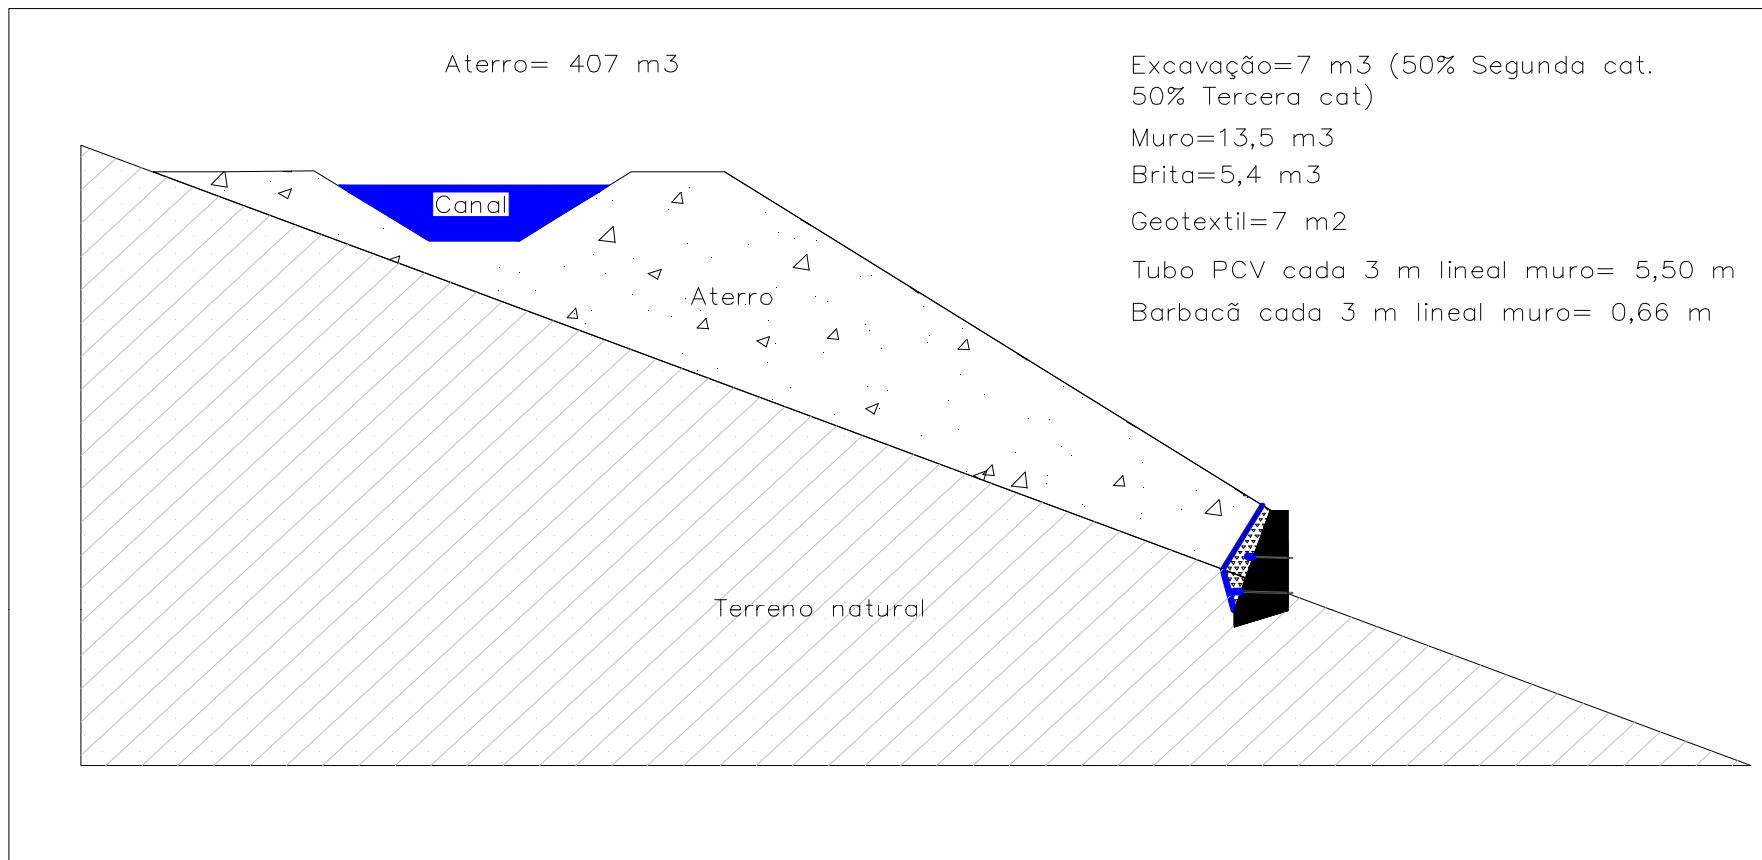 Aterro= 407 m3
Excavação=7 m3 (50% Segunda cat.
50% Tercera cat)
Muro=13,5 m3
Brita=5,4 m3
Geotextil=7 m2
Tubo PCV cada 3 m lineal muro= 5,50 m
Barbacã cada 3 m lineal muro= 0,66 m
Canal
Aterro
Terreno natural